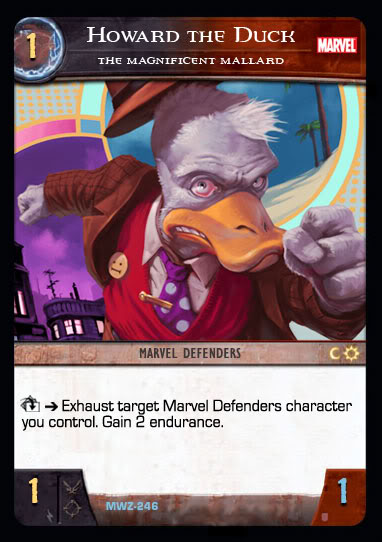 1
Howard the Duck
MARVEL
the magnificent mallard
MARVEL DEFENDERS
➔ Exhaust target Marvel Defenders character
you control. Gain 2 endurance.
1
MWZ-246
1